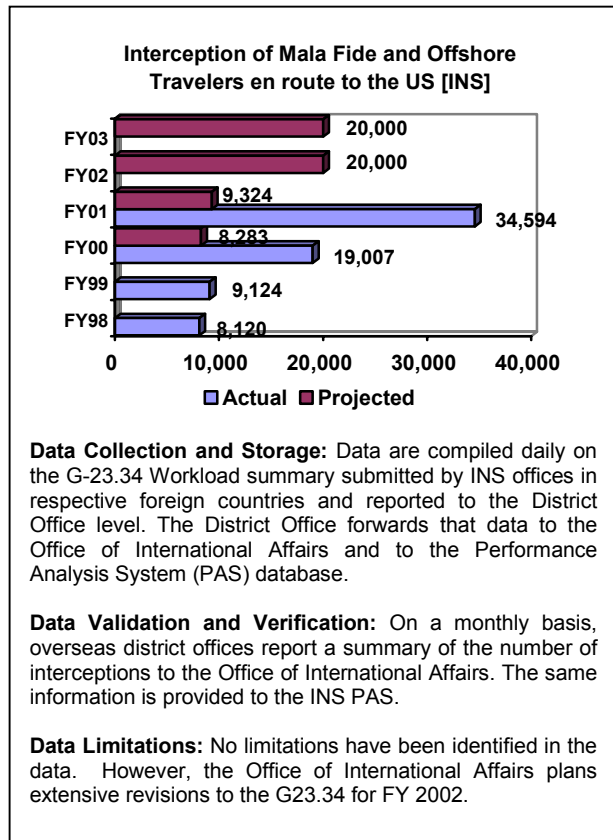 Interception of Mala Fide and Offshore
Travelers en route to the US [INS]
FY03
20,000
FY02
20,000
9,324
FY01
34,594
8,283
FY00
19,007
FY99
9,124
FY98
8,120
0 10,000 20,000 30,000 40,000
Actual Projected
Data Collection and Storage: Data are compiled daily on
the G-23.34 Workload summary submitted by INS offices in
respective foreign countries and reported to the District
Office level. The District Office forwards that data to the
Office of International Affairs and to the Performance
Analysis System (PAS) database.
Data Validation and Verification: On a monthly basis,
overseas district offices report a summary of the number of
interceptions to the Office of International Affairs. The same
information is provided to the INS PAS.
Data Limitations: No limitations have been identified in the
data. However, the Office of International Affairs plans
extensive revisions to the G23.34 for FY 2002.